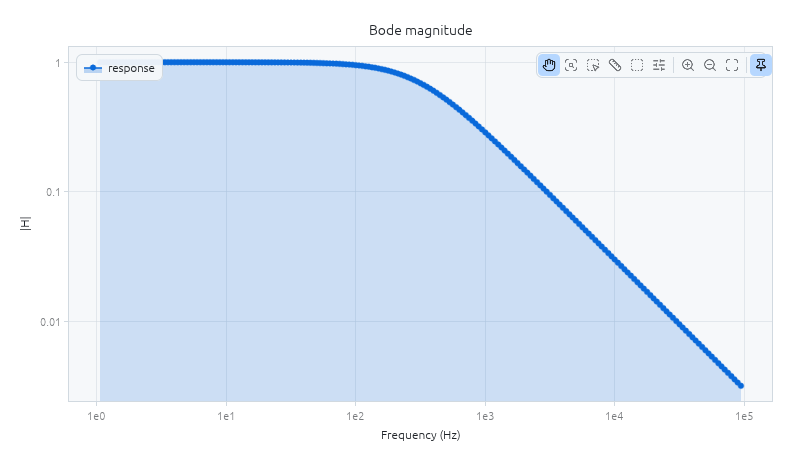 Bode magnitude
response
1
0.1
0.01
|H|
1e0 1e1 1e2 1e3 1e4 1e5
Frequency (Hz)